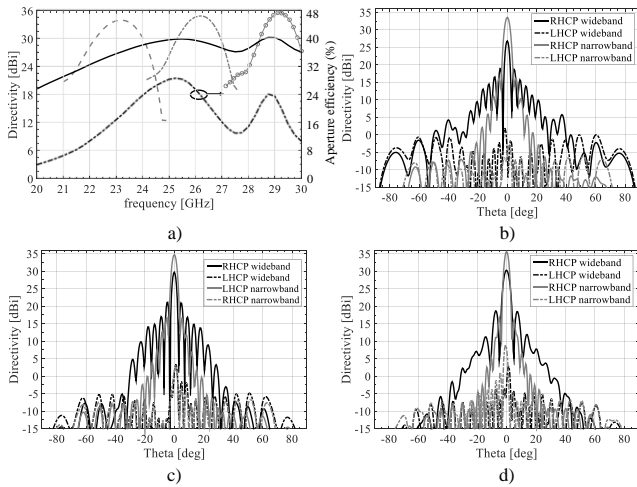 36
30
24
18
12
6
0
Directivity [dBi]
48
40
32
24
16
8
0
Aperture efficiency (%)
20 21 22 23 24 25 26 27 28 29 30
frequency [GHz]
a)
35
30
25
20
15
10
5
0
-5
-10
-15
Directivity [dBi]
RHCP wideband
LHCP wideband
RHCP narrowband
LHCP narrowband
-80 -60 -40 -20 0 20 40 60 80
Theta [deg]
b)
35
30
25
20
15
10
5
0
-5
-10
-15
Directivity [dBi]
RHCP wideband
LHCP wideband
LHCP narrowband
RHCP narrowband
-80 -60 -40 -20 0 20 40 60 80
Theta [deg]
c)
35
30
25
20
15
10
5
0
-5
-10
-15
Directivity [dBi]
RHCP wideband
LHCP wideband
RHCP narrowband
LHCP narrowband
-80 -60 -40 -20 0 20 40 60 80
Theta [deg]
d)